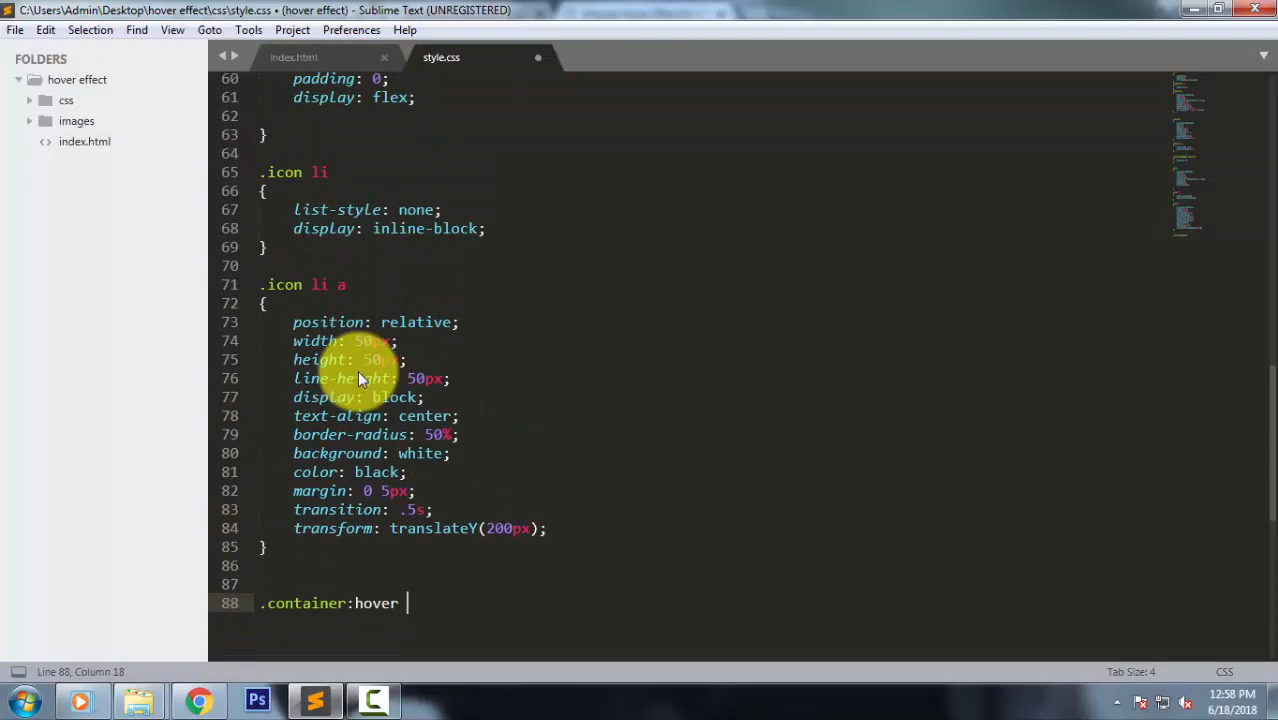 C:\Users\Admin\Desktop\hover effect\css\style.css • (hover effect) - Sublime Text (UNREGISTERED)
File Edit Selection Find View Goto Tools Project Preferences Help
FOLDERS
hover effect
css
images
index.html
index.html style.css
60 padding: 0;
61 display: flex;
62
63 }
64
65 .icon li
66 {
67 list-style: none;
68 display: inline-block;
69 }
70
71 .icon li a
72 {
73 position: relative;
74 width: 50px;
75 height: 50px;
76 line-height: 50px;
77 display: block;
78 text-align: center;
79 border-radius: 50%;
80 background: white;
81 color: black;
82 margin: 0 5px;
83 transition: .5s;
84 transform: translateY(200px);
85 }
86
87
88 .container:hover
Line 88, Column 18
Tab Size: 4
CSS
Ps
12:58 PM
6/18/2018